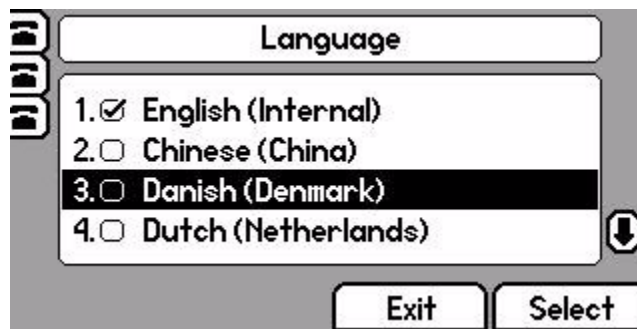 Language
1. English (Internal)
2. Chinese (China)
3. Danish (Denmark)
4. Dutch (Netherlands)
Exit Select